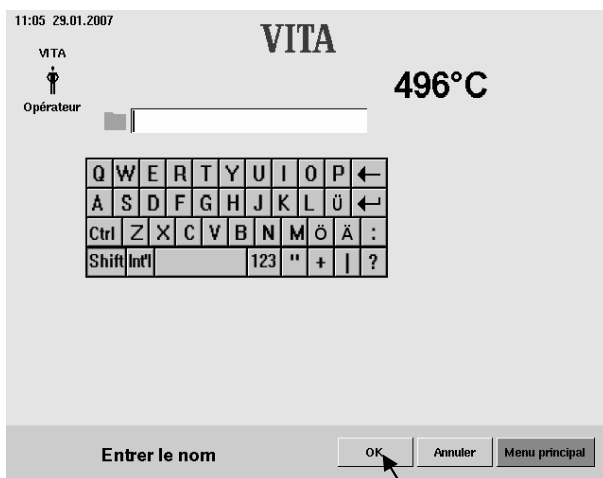 11:05 29.01.2007
VITA
VITA
496°C
Opérateur
Q W E R T Y U I O P ←
A S D F G H J K L Ü ↵
Ctrl Z X C V B N M Ö Ä :
Shift Int'l 123 " + | ?
Entrer le nom
OK
Annuler
Menu principal